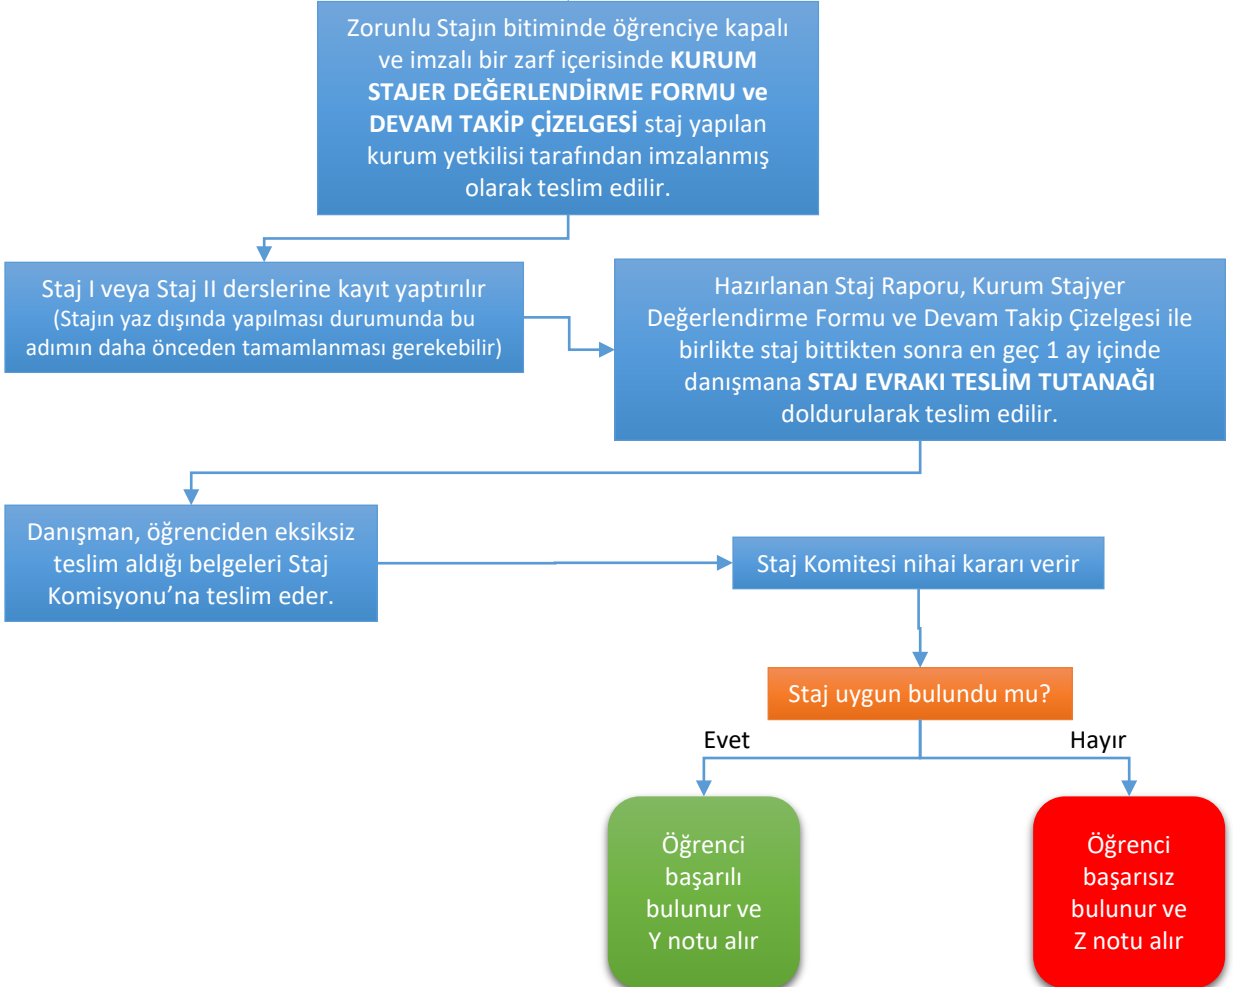 Zorunlu Stajın bitiminde öğrenciye kapalı
ve imzalı bir zarf içerisinde KURUM
STAJER DEĞERLENDİRME FORMU ve
DEVAM TAKİP ÇİZELGESİ staj yapılan
kurum yetkilisi tarafından imzalanmış
olarak teslim edilir.
Staj I veya Staj II derslerine kayıt yaptırılır
(Stajın yaz dışında yapılması durumunda bu
adımın daha önceden tamamlanması gerekebilir)
Hazırlanan Staj Raporu, Kurum Stajyer
Değerlendirme Formu ve Devam Takip Çizelgesi ile
birlikte staj bittikten sonra en geç 1 ay içinde
danışmana STAJ EVRAKI TESLİM TUTANAĞI
doldurularak teslim edilir.
Danışman, öğrenciden eksiksiz
teslim aldığı belgeleri Staj
Komisyonu’na teslim eder.
Staj Komitesi nihai kararı verir
Staj uygun bulundu mu?
Evet
Hayır
Öğrenci
başarılı
bulunur ve
Y notu alır
Öğrenci
başarısız
bulunur ve
Z notu alır